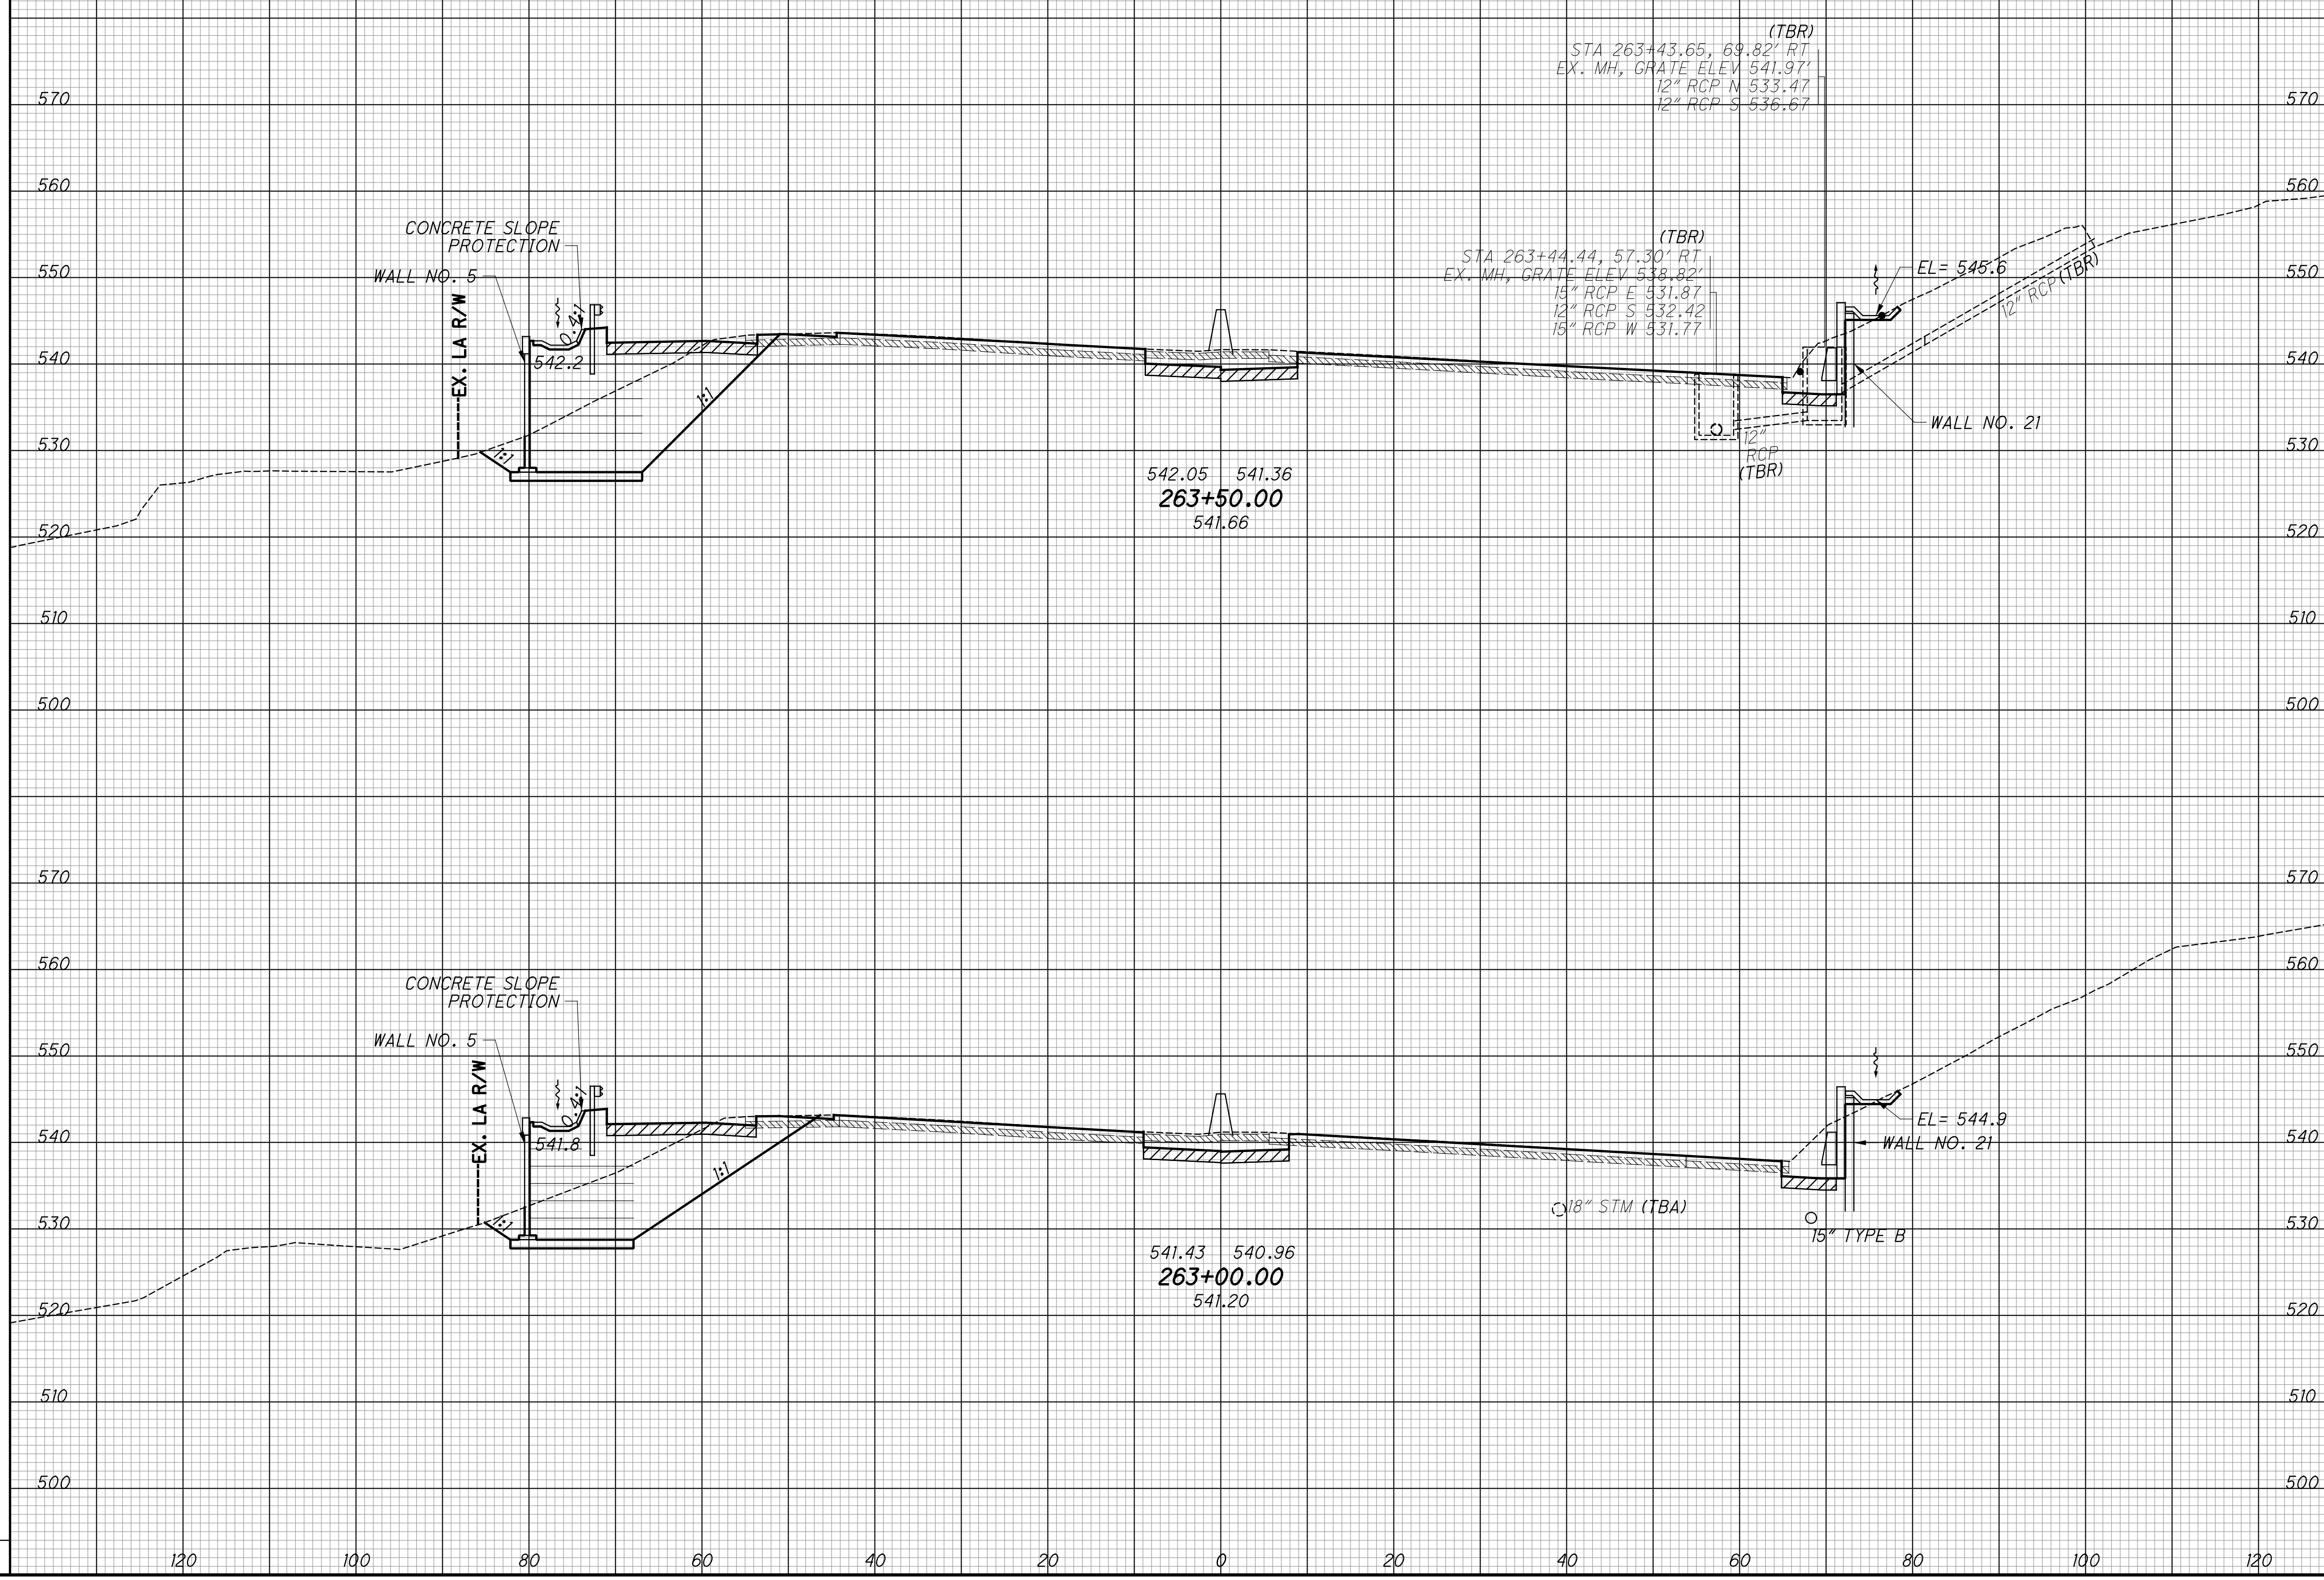 (TBR)
STA 263+43.65, 69.82' RT
EX. MH, GRATE ELEV 541.97'
12" RCP N 533.47
12" RCP S 536.67
570
570
560
560
CONCRETE SLOPE
PROTECTION
WALL NO. 5
(TBR)
STA 263+44.44, 57.30' RT
EX. MH, GRATE ELEV 538.82'
15" RCP E 531.87
12" RCP S 532.42
15" RCP W 531.77
EL= 545.6
12" RCP (TBR)
550
550
EX. LA R/W
0.4:1
542.2
540
540
1:1
WALL NO. 21
530
530
1:1
12"
RCP
(TBR)
542.05 541.36
263+50.00
541.66
520
520
510
510
500
500
570
570
560
560
CONCRETE SLOPE
PROTECTION
WALL NO. 5
550
550
EX. LA R/W
0.4:1
541.8
EL= 544.9
540
540
WALL NO. 21
1:1
18" STM (TBA)
530
530
1:1
15" TYPE B
541.43 540.96
263+00.00
541.20
520
520
510
510
500
500
120 100 80 60 40 20 0 20 40 60 80 100 120